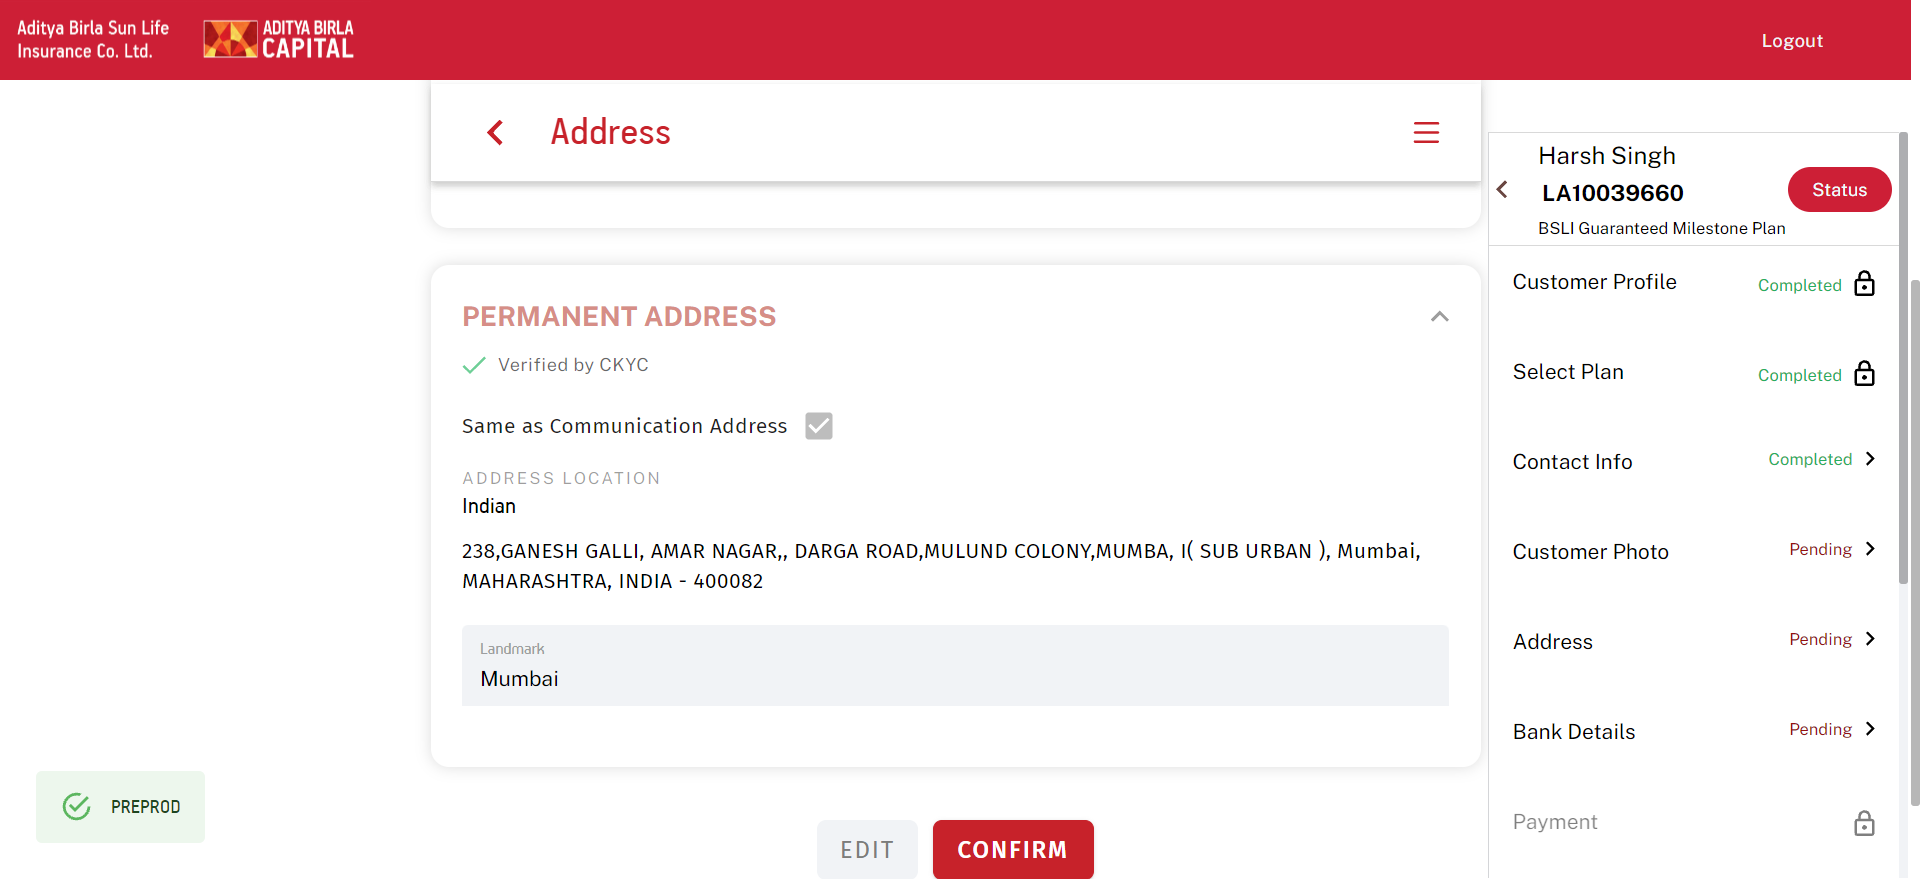 Aditya Birla Sun Life
Insurance Co. Ltd.
ADITYA BIRLA
CAPITAL
Logout
Address
PERMANENT ADDRESS
Verified by CKYC
Same as Communication Address
ADDRESS LOCATION
Indian
238,GANESH GALLI, AMAR NAGAR,, DARGA ROAD,MULUND COLONY,MUMBA, I( SUB URBAN ), Mumbai,
MAHARASHTRA, INDIA - 400082
Landmark
Mumbai
EDIT
CONFIRM
PREPROD
Harsh Singh
LA10039660
Status
BSLI Guaranteed Milestone Plan
Customer Profile Completed
Select Plan Completed
Contact Info Completed
Customer Photo Pending
Address Pending
Bank Details Pending
Payment